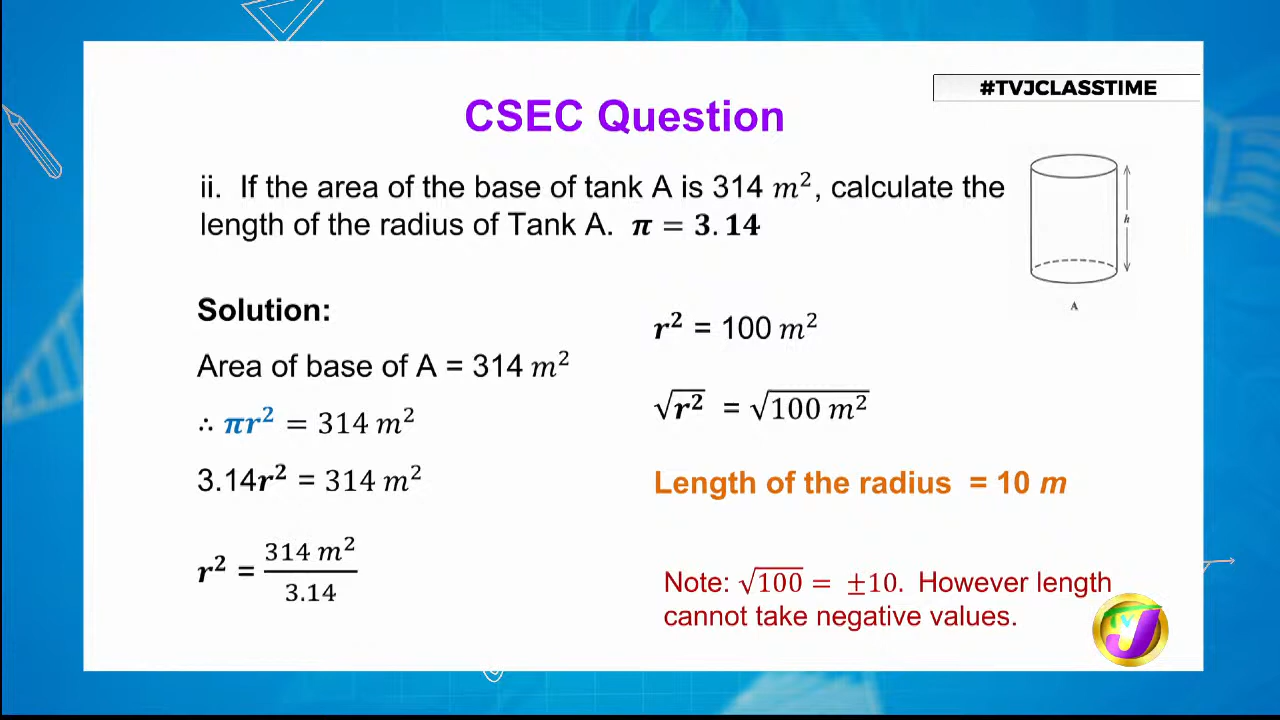 #TVJCLASSTIME
CSEC Question
ii. If the area of the base of tank A is 314 m², calculate the
length of the radius of Tank A. π = 3.14
h
A
Solution:
Area of base of A = 314 m²
∴ πr² = 314 m²
3.14r² = 314 m²
r² = 314 m² / 3.14
r² = 100 m²
√r² = √100 m²
Length of the radius = 10 m
Note: √100 = ±10. However length
cannot take negative values.
TVJ